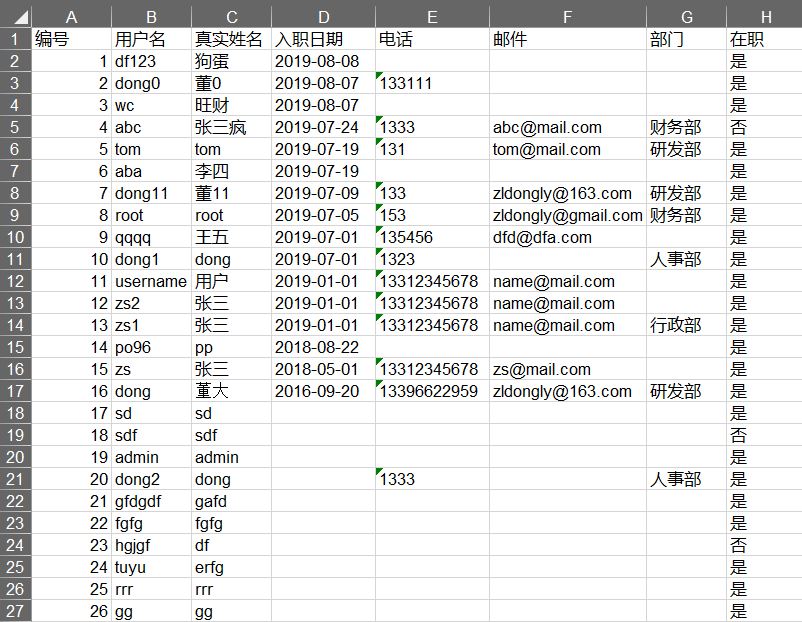 A B C D E F G H
1 编号 用户名 真实姓名 入职日期 电话 邮件 部门 在职
2 1 df123 狗蛋 2019-08-08 是
3 2 dong0 董0 2019-08-07 133111 是
4 3 wc 旺财 2019-08-07 是
5 4 abc 张三疯 2019-07-24 1333 abc@mail.com 财务部 否
6 5 tom tom 2019-07-19 131 tom@mail.com 研发部 是
7 6 aba 李四 2019-07-19 是
8 7 dong11 董11 2019-07-09 133 zldongly@163.com 研发部 是
9 8 root root 2019-07-05 153 zldongly@gmail.com 财务部 是
10 9 qqqq 王五 2019-07-01 135456 dfd@dfa.com 是
11 10 dong1 dong 2019-07-01 1323 人事部 是
12 11 username 用户 2019-01-01 13312345678 name@mail.com 是
13 12 zs2 张三 2019-01-01 13312345678 name@mail.com 是
14 13 zs1 张三 2019-01-01 13312345678 name@mail.com 行政部 是
15 14 po96 pp 2018-08-22 是
16 15 zs 张三 2018-05-01 13312345678 zs@mail.com 是
17 16 dong 董大 2016-09-20 13396622959 zldongly@163.com 研发部 是
18 17 sd sd 是
19 18 sdf sdf 否
20 19 admin admin 是
21 20 dong2 dong 1333 人事部 是
22 21 gfdgdf gafd 是
23 22 fgfg fgfg 是
24 23 hgjgf df 否
25 24 tuyu erfg 是
26 25 rrr rrr 是
27 26 gg gg 是